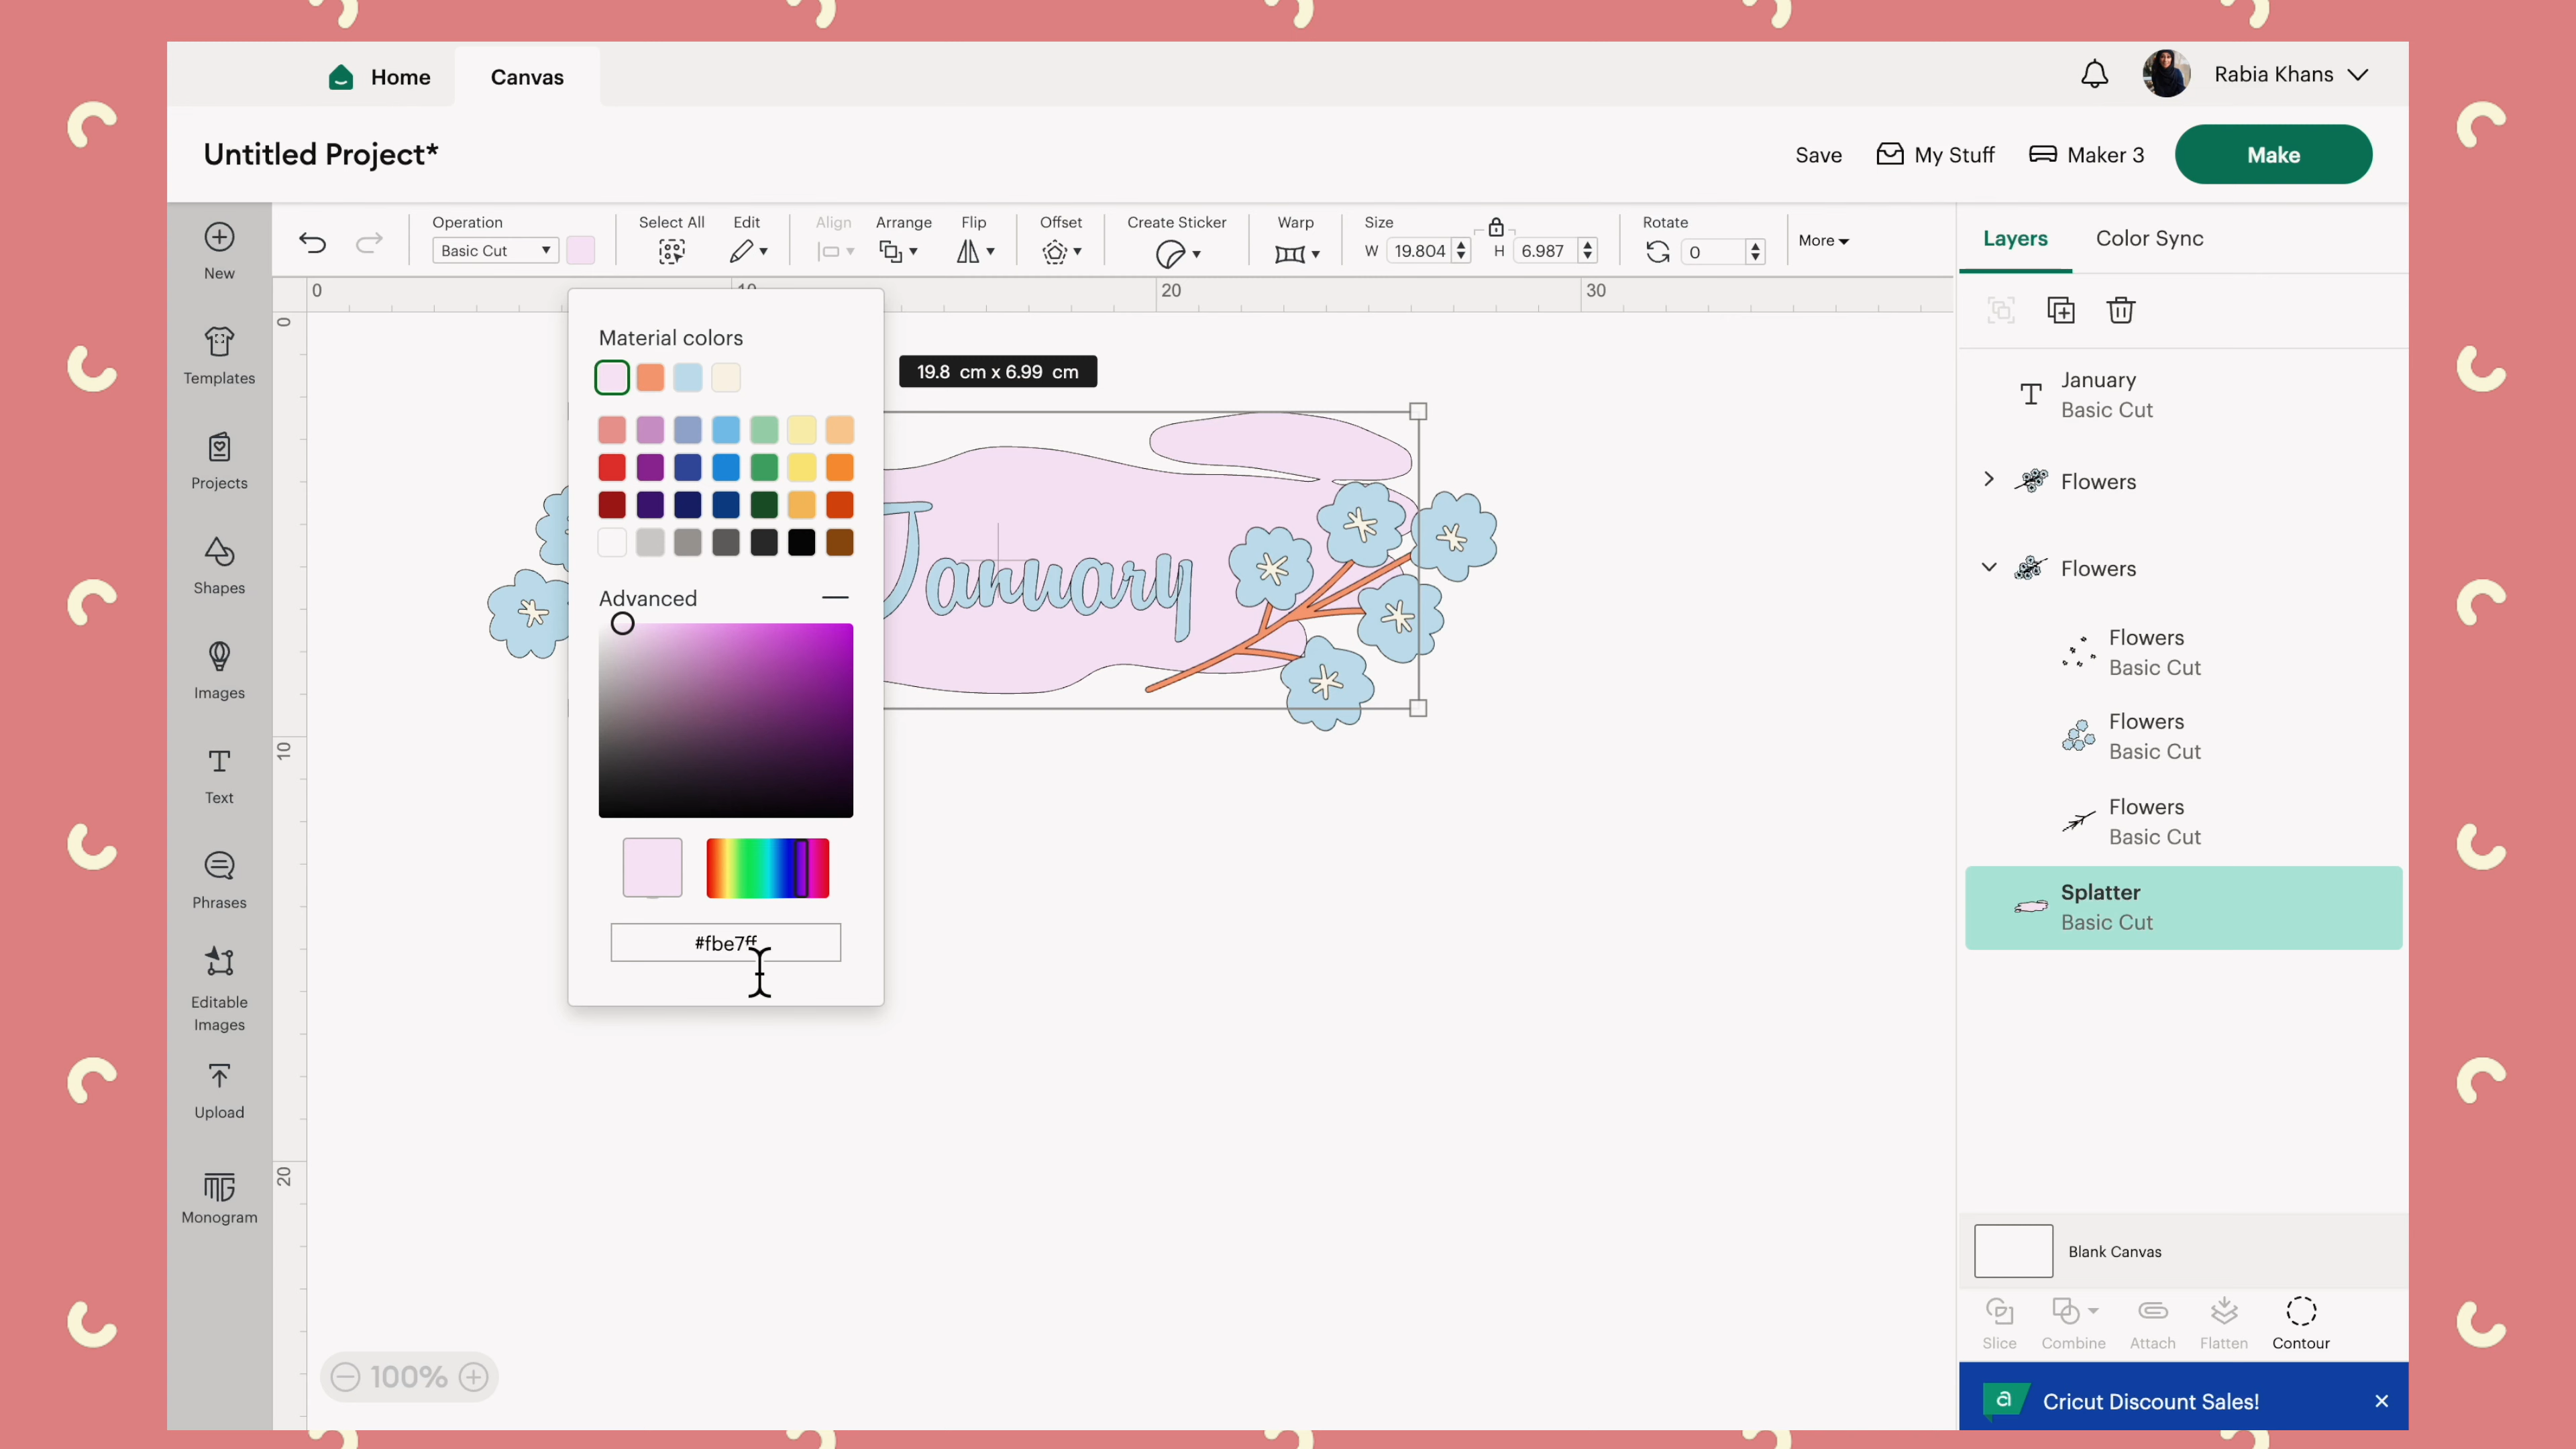 Home
Canvas
Rabia Khans
Untitled Project*
Save
My Stuff
Maker 3
Make
New
Templates
Projects
Shapes
Images
Text
Phrases
Editable
Images
Upload
Monogram
Operation
Basic Cut
Select All
Edit
Align
Arrange
Flip
Offset
Create Sticker
Warp
Size
W 19.804
H 6.987
Rotate
0
More
0
20
30
0
10
20
Material colors
Advanced
#fbe7ff
19.8 cm x 6.99 cm
January
100%
Layers
Color Sync
January
Basic Cut
Flowers
Flowers
Flowers
Basic Cut
Flowers
Basic Cut
Flowers
Basic Cut
Splatter
Basic Cut
Blank Canvas
Slice
Combine
Attach
Flatten
Contour
Cricut Discount Sales!